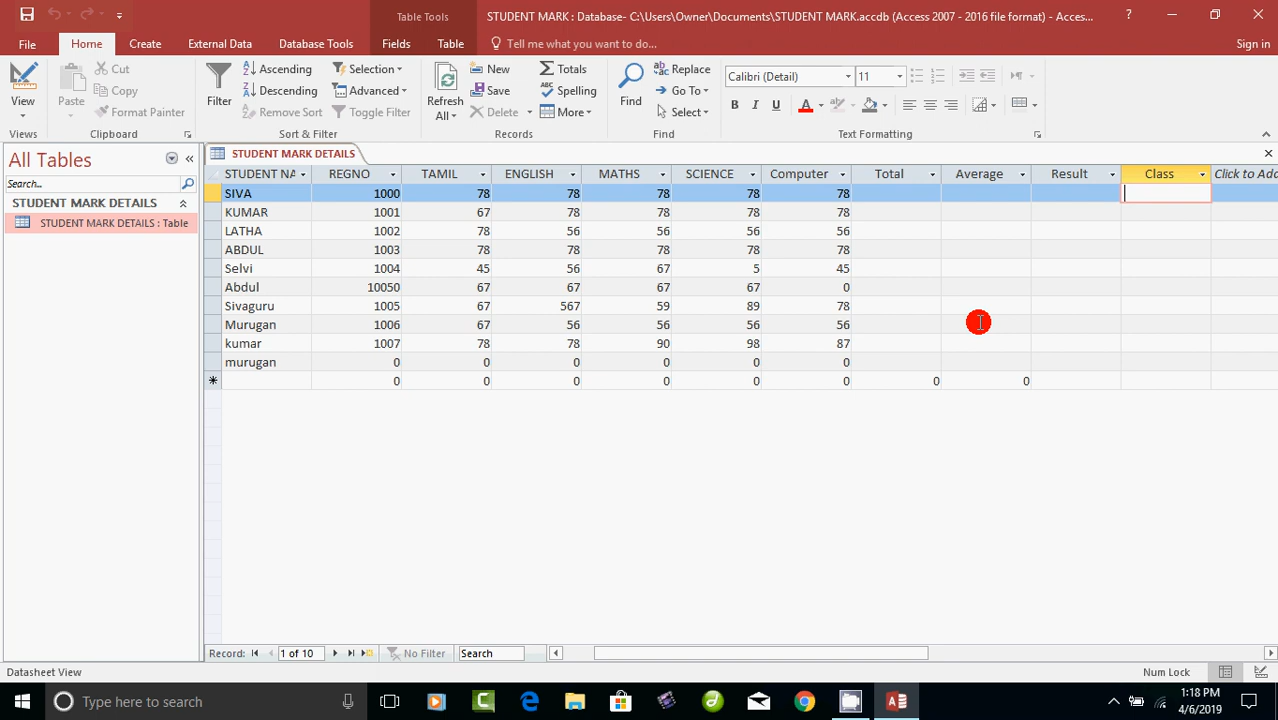 Table Tools
STUDENT MARK : Database- C:\Users\Owner\Documents\STUDENT MARK.accdb (Access 2007 - 2016 file format) - Acces...
File Home Create External Data Database Tools Fields Table Tell me what you want to do... Sign in
View
Views
Paste
Cut
Copy
Format Painter
Clipboard
Filter
Ascending
Descending
Remove Sort
Selection
Advanced
Toggle Filter
Sort & Filter
Refresh
All
New
Save
Delete
Totals
Spelling
More
Records
Find
Replace
Go To
Select
Find
Calibri (Detail) 11
B I U A
Text Formatting
All Tables
Search...
STUDENT MARK DETAILS
STUDENT MARK DETAILS : Table
STUDENT MARK DETAILS
STUDENT NA REGNO TAMIL ENGLISH MATHS SCIENCE Computer Total Average Result Class Click to Add
SIVA 1000 78 78 78 78 78
KUMAR 1001 67 78 78 78 78
LATHA 1002 78 56 56 56 56
ABDUL 1003 78 78 78 78 78
Selvi 1004 45 56 67 5 45
Abdul 10050 67 67 67 67 0
Sivaguru 1005 67 567 59 89 78
Murugan 1006 67 56 56 56 56
kumar 1007 78 78 90 98 87
murugan 0 0 0 0 0 0
0 0 0 0 0 0 0 0
Record: 1 of 10 No Filter Search
Datasheet View Num Lock
Type here to search
1:18 PM
4/6/2019